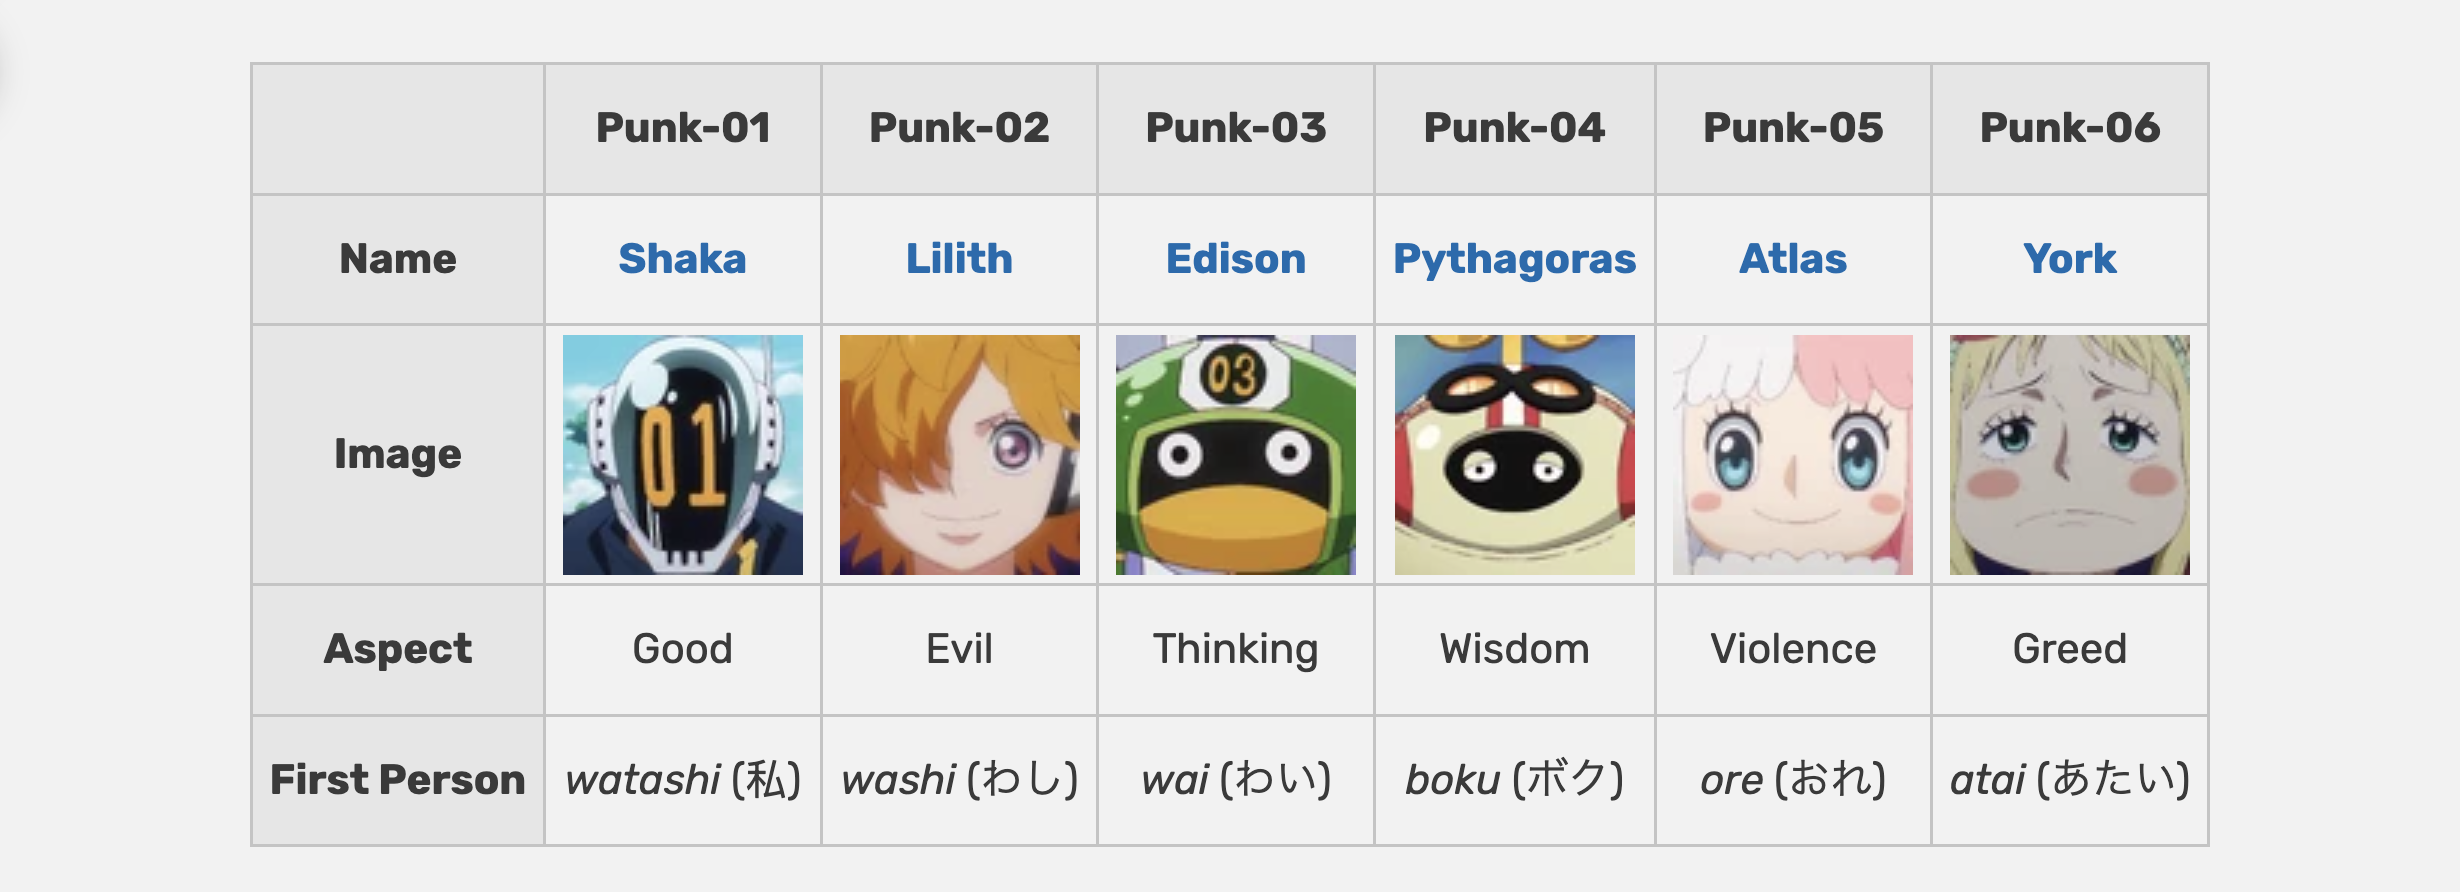 Punk-01 Punk-02 Punk-03 Punk-04 Punk-05 Punk-06
Name Shaka Lilith Edison Pythagoras Atlas York
Image 01 1 03
Aspect Good Evil Thinking Wisdom Violence Greed
First Person watashi (私) washi (わし) wai (わい) boku (ボク) ore (おれ) atai (あたい)